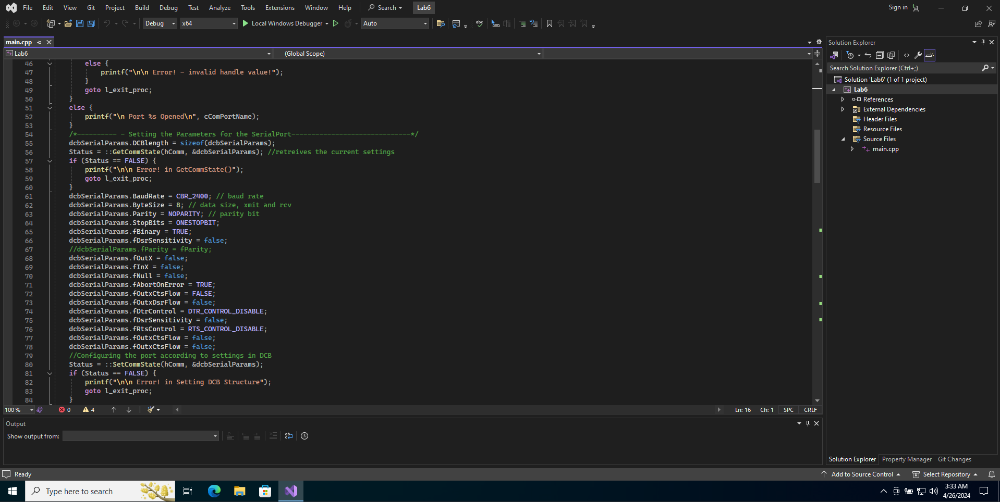 File Edit View Git Project Build Debug Test Analyze Tools Extensions Window Help Search Lab6 Sign in
Debug x64 Local Windows Debugger Auto
main.cpp
Lab6 (Global Scope)
46 else {
47 printf("\n\n Error! - invalid handle value!");
48 }
49 goto l_exit_proc;
50 }
51 else {
52 printf("\n Port %s Opened\n", cComPortName);
53 }
54 /*---------- - Setting the Parameters for the SerialPort------------------------------*/
55 dcbSerialParams.DCBlength = sizeof(dcbSerialParams);
56 Status = ::GetCommState(hComm, &dcbSerialParams); //retreives the current settings
57 if (Status == FALSE) {
58 printf("\n\n Error! in GetCommState()");
59 goto l_exit_proc;
60 }
61 dcbSerialParams.BaudRate = CBR_2400; // baud rate
62 dcbSerialParams.ByteSize = 8; // data size, xmit and rcv
63 dcbSerialParams.Parity = NOPARITY; // parity bit
64 dcbSerialParams.StopBits = ONESTOPBIT;
65 dcbSerialParams.fBinary = TRUE;
66 dcbSerialParams.fDsrSensitivity = false;
67 //dcbSerialParams.fParity = fParity;
68 dcbSerialParams.fOutX = false;
69 dcbSerialParams.fInX = false;
70 dcbSerialParams.fNull = false;
71 dcbSerialParams.fAbortOnError = TRUE;
72 dcbSerialParams.fOutxCtsFlow = FALSE;
73 dcbSerialParams.fOutxDsrFlow = false;
74 dcbSerialParams.fDtrControl = DTR_CONTROL_DISABLE;
75 dcbSerialParams.fDsrSensitivity = false;
76 dcbSerialParams.fRtsControl = RTS_CONTROL_DISABLE;
77 dcbSerialParams.fOutxCtsFlow = false;
78 dcbSerialParams.fOutxCtsFlow = false;
79 //Configuring the port according to settings in DCB
80 Status = ::SetCommState(hComm, &dcbSerialParams);
81 if (Status == FALSE) {
82 printf("\n\n Error! in Setting DCB Structure");
83 goto l_exit_proc;
84 }
100 % 0 4 Ln: 16 Ch: 1 SPC CRLF
Output
Show output from:
Solution Explorer
Search Solution Explorer (Ctrl+;)
Solution 'Lab6' (1 of 1 project)
Lab6
References
External Dependencies
Header Files
Resource Files
Source Files
main.cpp
Solution Explorer Property Manager Git Changes
Ready Add to Source Control Select Repository
Type here to search
3:33 AM
4/26/2024